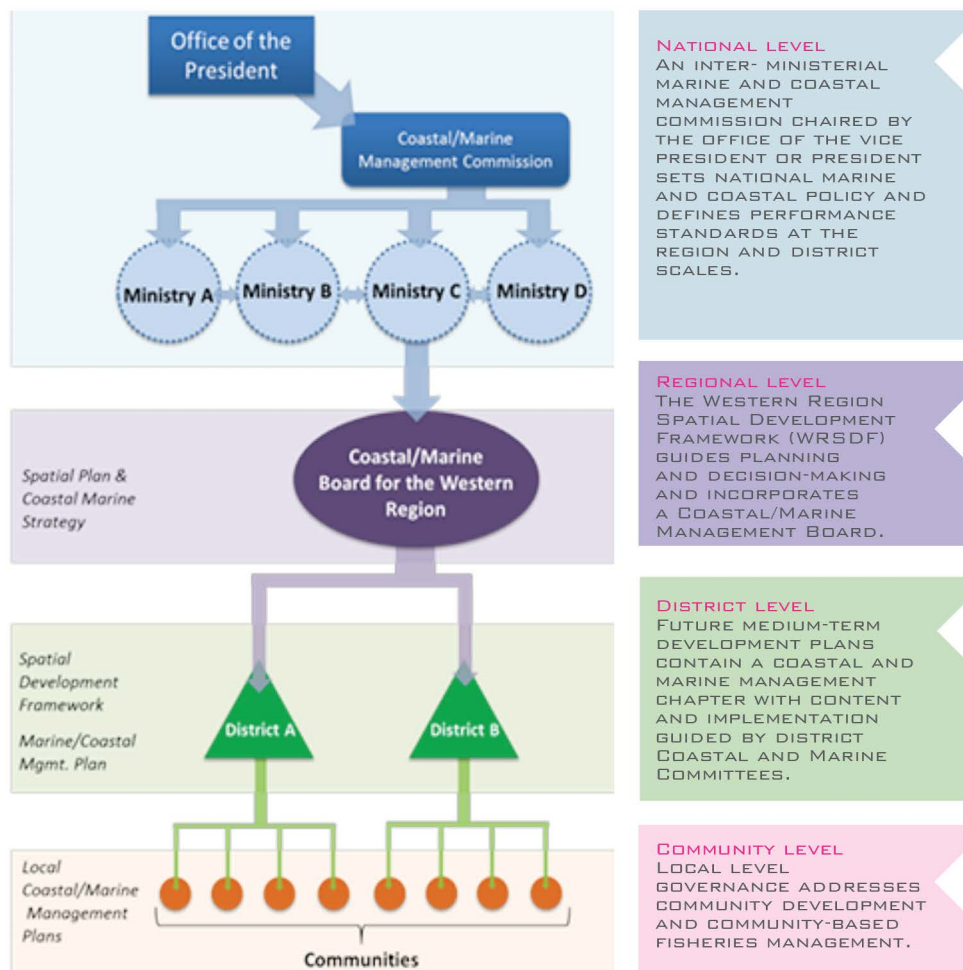 Office of the
President
Coastal/Marine
Management Commission
Ministry A
Ministry B
Ministry C
Ministry D
NATIONAL LEVEL
AN INTER- MINISTERIAL
MARINE AND COASTAL
MANAGEMENT
COMMISSION CHAIRED BY
THE OFFICE OF THE VICE
PRESIDENT OR PRESIDENT
SETS NATIONAL MARINE
AND COASTAL POLICY AND
DEFINES PERFORMANCE
STANDARDS AT THE
REGION AND DISTRICT
SCALES.
Spatial Plan &
Coastal Marine
Strategy
Coastal/Marine
Board for the Western
Region
REGIONAL LEVEL
THE WESTERN REGION
SPATIAL DEVELOPMENT
FRAMEWORK (WRSDF)
GUIDES PLANNING
AND DECISION-MAKING
AND INCORPORATES
A COASTAL/MARINE
MANAGEMENT BOARD.
Spatial
Development
Framework
Marine/Coastal
Mgmt. Plan
District A
District B
DISTRICT LEVEL
FUTURE MEDIUM-TERM
DEVELOPMENT PLANS
CONTAIN A COASTAL AND
MARINE MANAGEMENT
CHAPTER WITH CONTENT
AND IMPLEMENTATION
GUIDED BY DISTRICT
COASTAL AND MARINE
COMMITTEES.
Local
Coastal/Marine
Management
Plans
Communities
COMMUNITY LEVEL
LOCAL LEVEL
GOVERNANCE ADDRESSES
COMMUNITY DEVELOPMENT
AND COMMUNITY-BASED
FISHERIES MANAGEMENT.